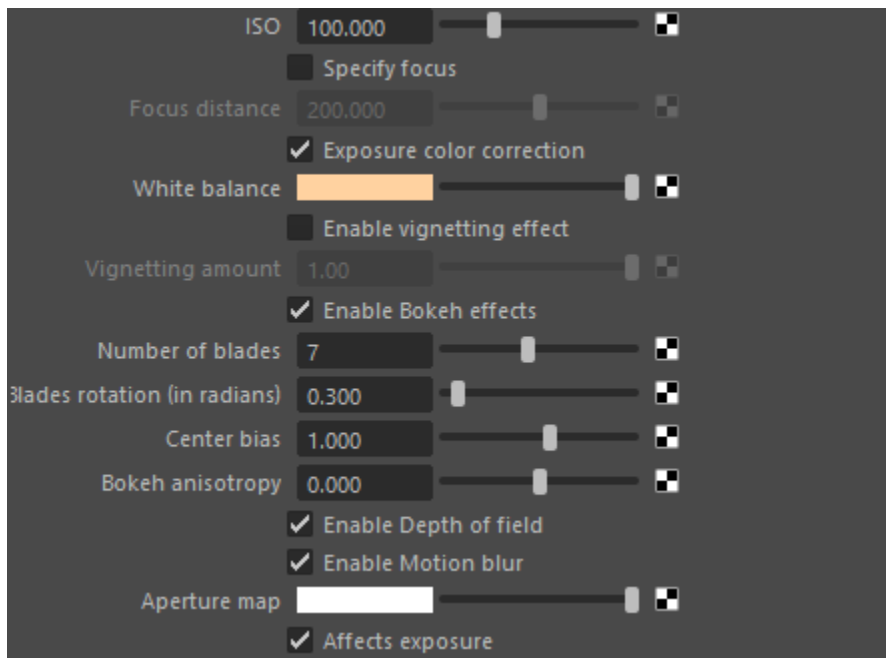 ISO 100.000
Specify focus
Focus distance 200.000
Exposure color correction
White balance
Enable vignetting effect
Vignetting amount 1.00
Enable Bokeh effects
Number of blades 7
Blades rotation (in radians) 0.300
Center bias 1.000
Bokeh anisotropy 0.000
Enable Depth of field
Enable Motion blur
Aperture map
Affects exposure